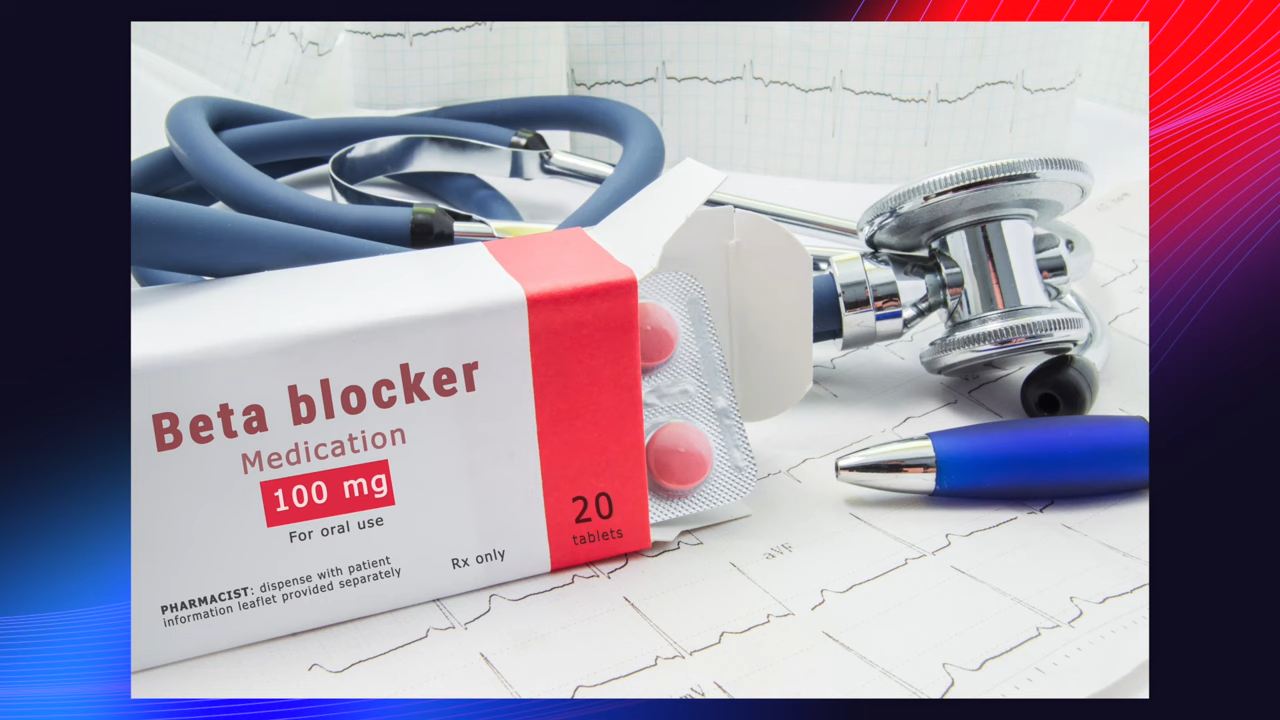 Beta blocker
Medication
100 mg
For oral use
PHARMACIST: dispense with patient
information leaflet provided separately
Rx only
20
tablets
aVF